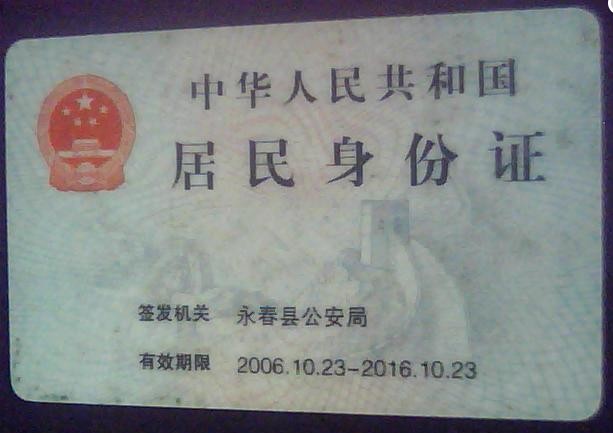 中华人民共和国
居民身份证
签发机关 永春县公安局
有效期限 2006.10.23-2016.10.23